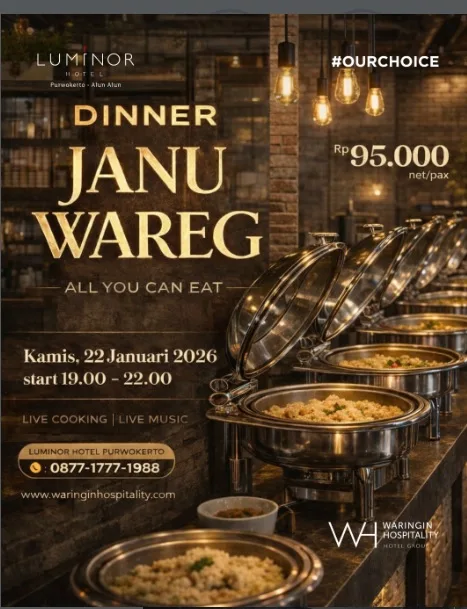 LUMINOR
HOTEL
Purwokerto - Alun Alun
#OURCHOICE
DINNER
JANU
WAREG
Rp95.000
net/pax
ALL YOU CAN EAT
Kamis, 22 Januari 2026
start 19.00 - 22.00
LIVE COOKING | LIVE MUSIC
LUMINOR HOTEL PURWOKERTO
: 0877-1777-1988
www.waringinhospitality.com
WH
WARINGIN
HOSPITALITY
HOTEL GROUP